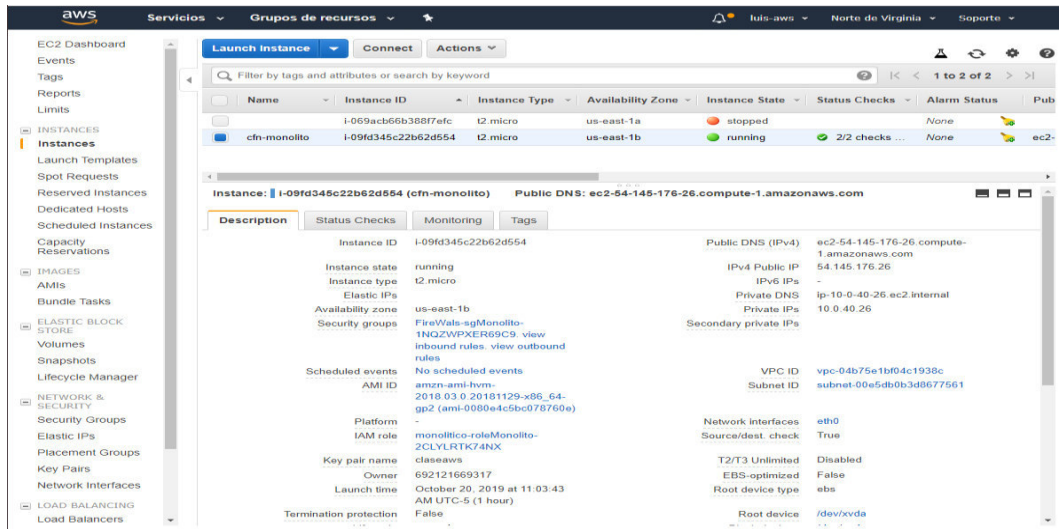 aws Servicios Grupos de recursos luis-aws Norte de Virginia Soporte
EC2 Dashboard
Events
Tags
Reports
Limits
INSTANCES
Instances
Launch Templates
Spot Requests
Reserved Instances
Dedicated Hosts
Scheduled Instances
Capacity
Reservations
IMAGES
AMIs
Bundle Tasks
ELASTIC BLOCK
STORE
Volumes
Snapshots
Lifecycle Manager
NETWORK &
SECURITY
Security Groups
Elastic IPs
Placement Groups
Key Pairs
Network Interfaces
LOAD BALANCING
Load Balancers
Launch Instance Connect Actions
Filter by tags and attributes or search by keyword 1 to 2 of 2
Name Instance ID Instance Type Availability Zone Instance State Status Checks Alarm Status Pub
i-069acb66b388f7efc t2.micro us-east-1a stopped None
cfn-monolito i-09fd345c22b62d554 t2.micro us-east-1b running 2/2 checks ... None ec2-
Instance: i-09fd345c22b62d554 (cfn-monolito) Public DNS: ec2-54-145-176-26.compute-1.amazonaws.com
Description Status Checks Monitoring Tags
Instance ID i-09fd345c22b62d554
Instance state running
Instance type t2.micro
Elastic IPs
Availability zone us-east-1b
Security groups FireWals-sgMonolito-
1NQZWPXER69C9. view
inbound rules. view outbound
rules
Scheduled events No scheduled events
AMI ID amzn-ami-hvm-
2018.03.0.20181129-x86_64-
gp2 (ami-0080e4c5bc078760e)
Platform -
IAM role monolitico-roleMonolito-
2CLYLRTK74NX
Key pair name claseaws
Owner 692121669317
Launch time October 20, 2019 at 11:03:43
AM UTC-5 (1 hour)
Termination protection False
Public DNS (IPv4) ec2-54-145-176-26.compute-
1.amazonaws.com
IPv4 Public IP 54.145.176.26
IPv6 IPs -
Private DNS ip-10-0-40-26.ec2.internal
Private IPs 10.0.40.26
Secondary private IPs
VPC ID vpc-04b75e1bf04c1938c
Subnet ID subnet-00e5db0b3d8677561
Network interfaces eth0
Source/dest. check True
T2/T3 Unlimited Disabled
EBS-optimized False
Root device type ebs
Root device /dev/xvda